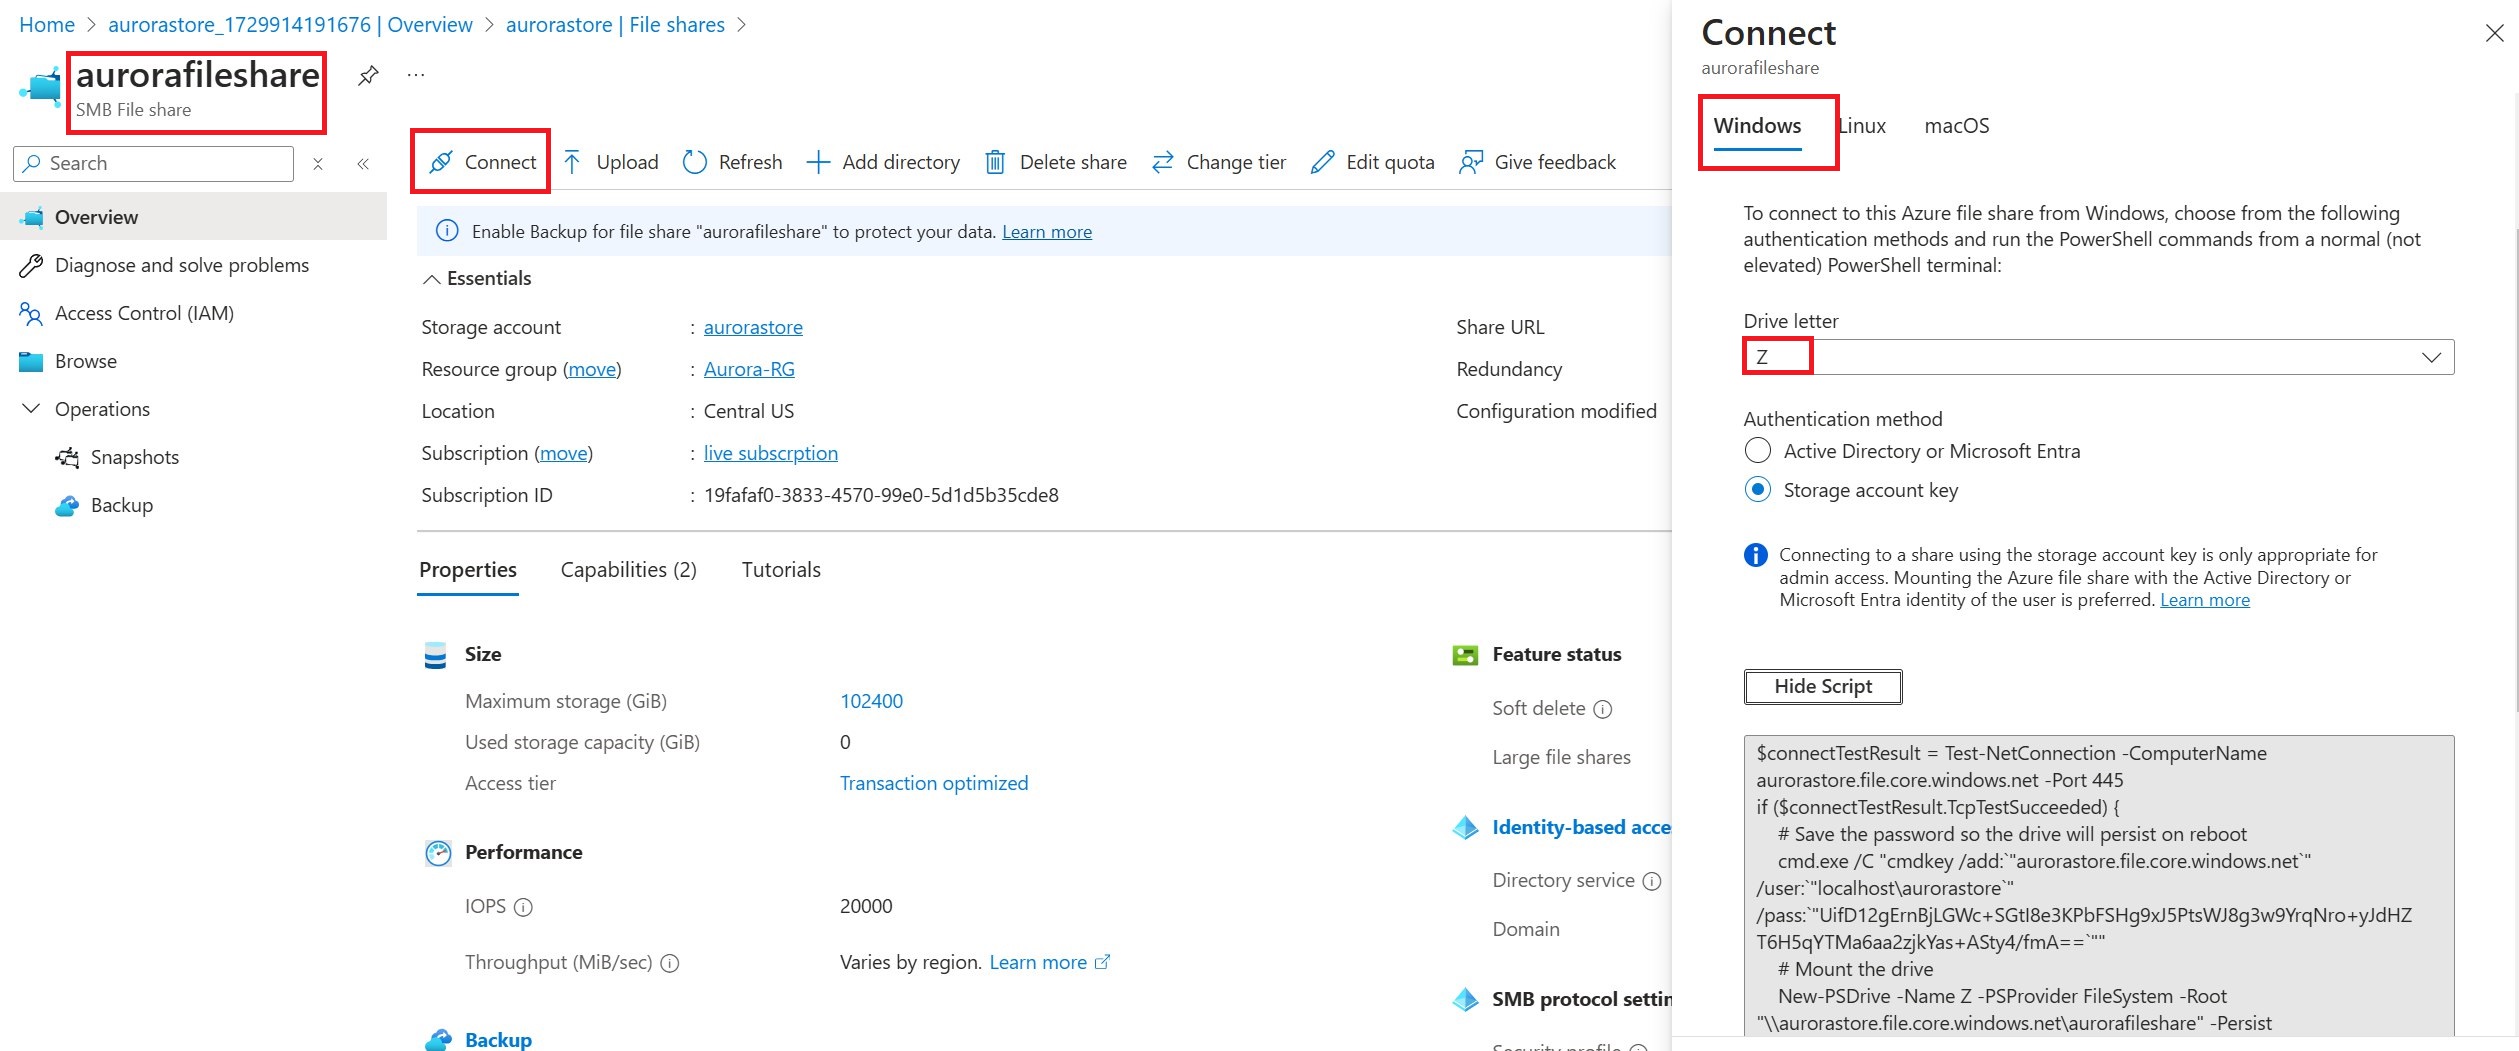 Home > aurorastore_1729914191676 | Overview > aurorastore | File shares >
aurorafileshare
SMB File share
Search
Overview
Diagnose and solve problems
Access Control (IAM)
Browse
Operations
Snapshots
Backup
Connect Upload Refresh Add directory Delete share Change tier Edit quota Give feedback
Enable Backup for file share "aurorafileshare" to protect your data. Learn more
Essentials
Storage account : aurorastore
Resource group (move) : Aurora-RG
Location : Central US
Subscription (move) : live subscrption
Subscription ID : 19fafaf0-3833-4570-99e0-5d1d5b35cde8
Share URL
Redundancy
Configuration modified
Properties Capabilities (2) Tutorials
Size
Maximum storage (GiB) 102400
Used storage capacity (GiB) 0
Access tier Transaction optimized
Performance
IOPS 20000
Throughput (MiB/sec) Varies by region. Learn more
Backup
Feature status
Soft delete
Large file shares
Identity-based acce
Directory service
Domain
SMB protocol settin
Security profile
Connect
aurorafileshare
Windows Linux macOS
To connect to this Azure file share from Windows, choose from the following
authentication methods and run the PowerShell commands from a normal (not
elevated) PowerShell terminal:
Drive letter
Z
Authentication method
Active Directory or Microsoft Entra
Storage account key
Connecting to a share using the storage account key is only appropriate for
admin access. Mounting the Azure file share with the Active Directory or
Microsoft Entra identity of the user is preferred. Learn more
Hide Script
$connectTestResult = Test-NetConnection -ComputerName
aurorastore.file.core.windows.net -Port 445
if ($connectTestResult.TcpTestSucceeded) {
# Save the password so the drive will persist on reboot
cmd.exe /C "cmdkey /add:`"aurorastore.file.core.windows.net`"
/user:`"localhost\aurorastore`"
/pass:`"UifD12gErnBjLGWc+SGtI8e3KPbFSHg9xJ5PtsWJ8g3w9YrqNro+yJdHZ
T6H5qYTMa6aa2zjkYas+ASty4/fmA==`""
# Mount the drive
New-PSDrive -Name Z -PSProvider FileSystem -Root
"\\aurorastore.file.core.windows.net\aurorafileshare" -Persist